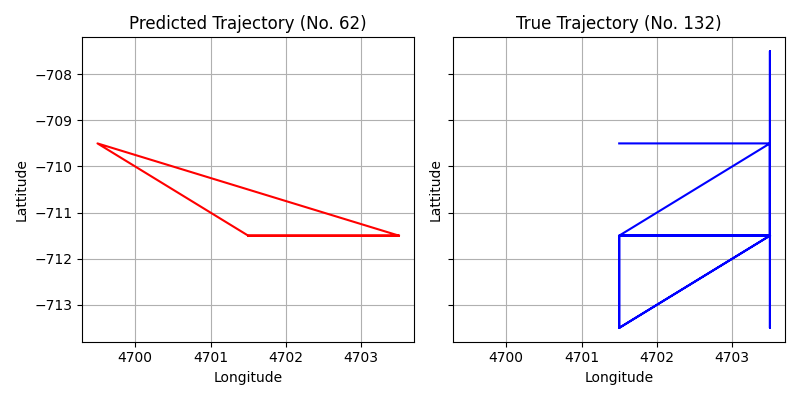 Predicted Trajectory (No. 62)
True Trajectory (No. 132)
Lattitude
−708
−709
−710
−711
−712
−713
4700 4701 4702 4703
Longitude
Lattitude
4700 4701 4702 4703
Longitude